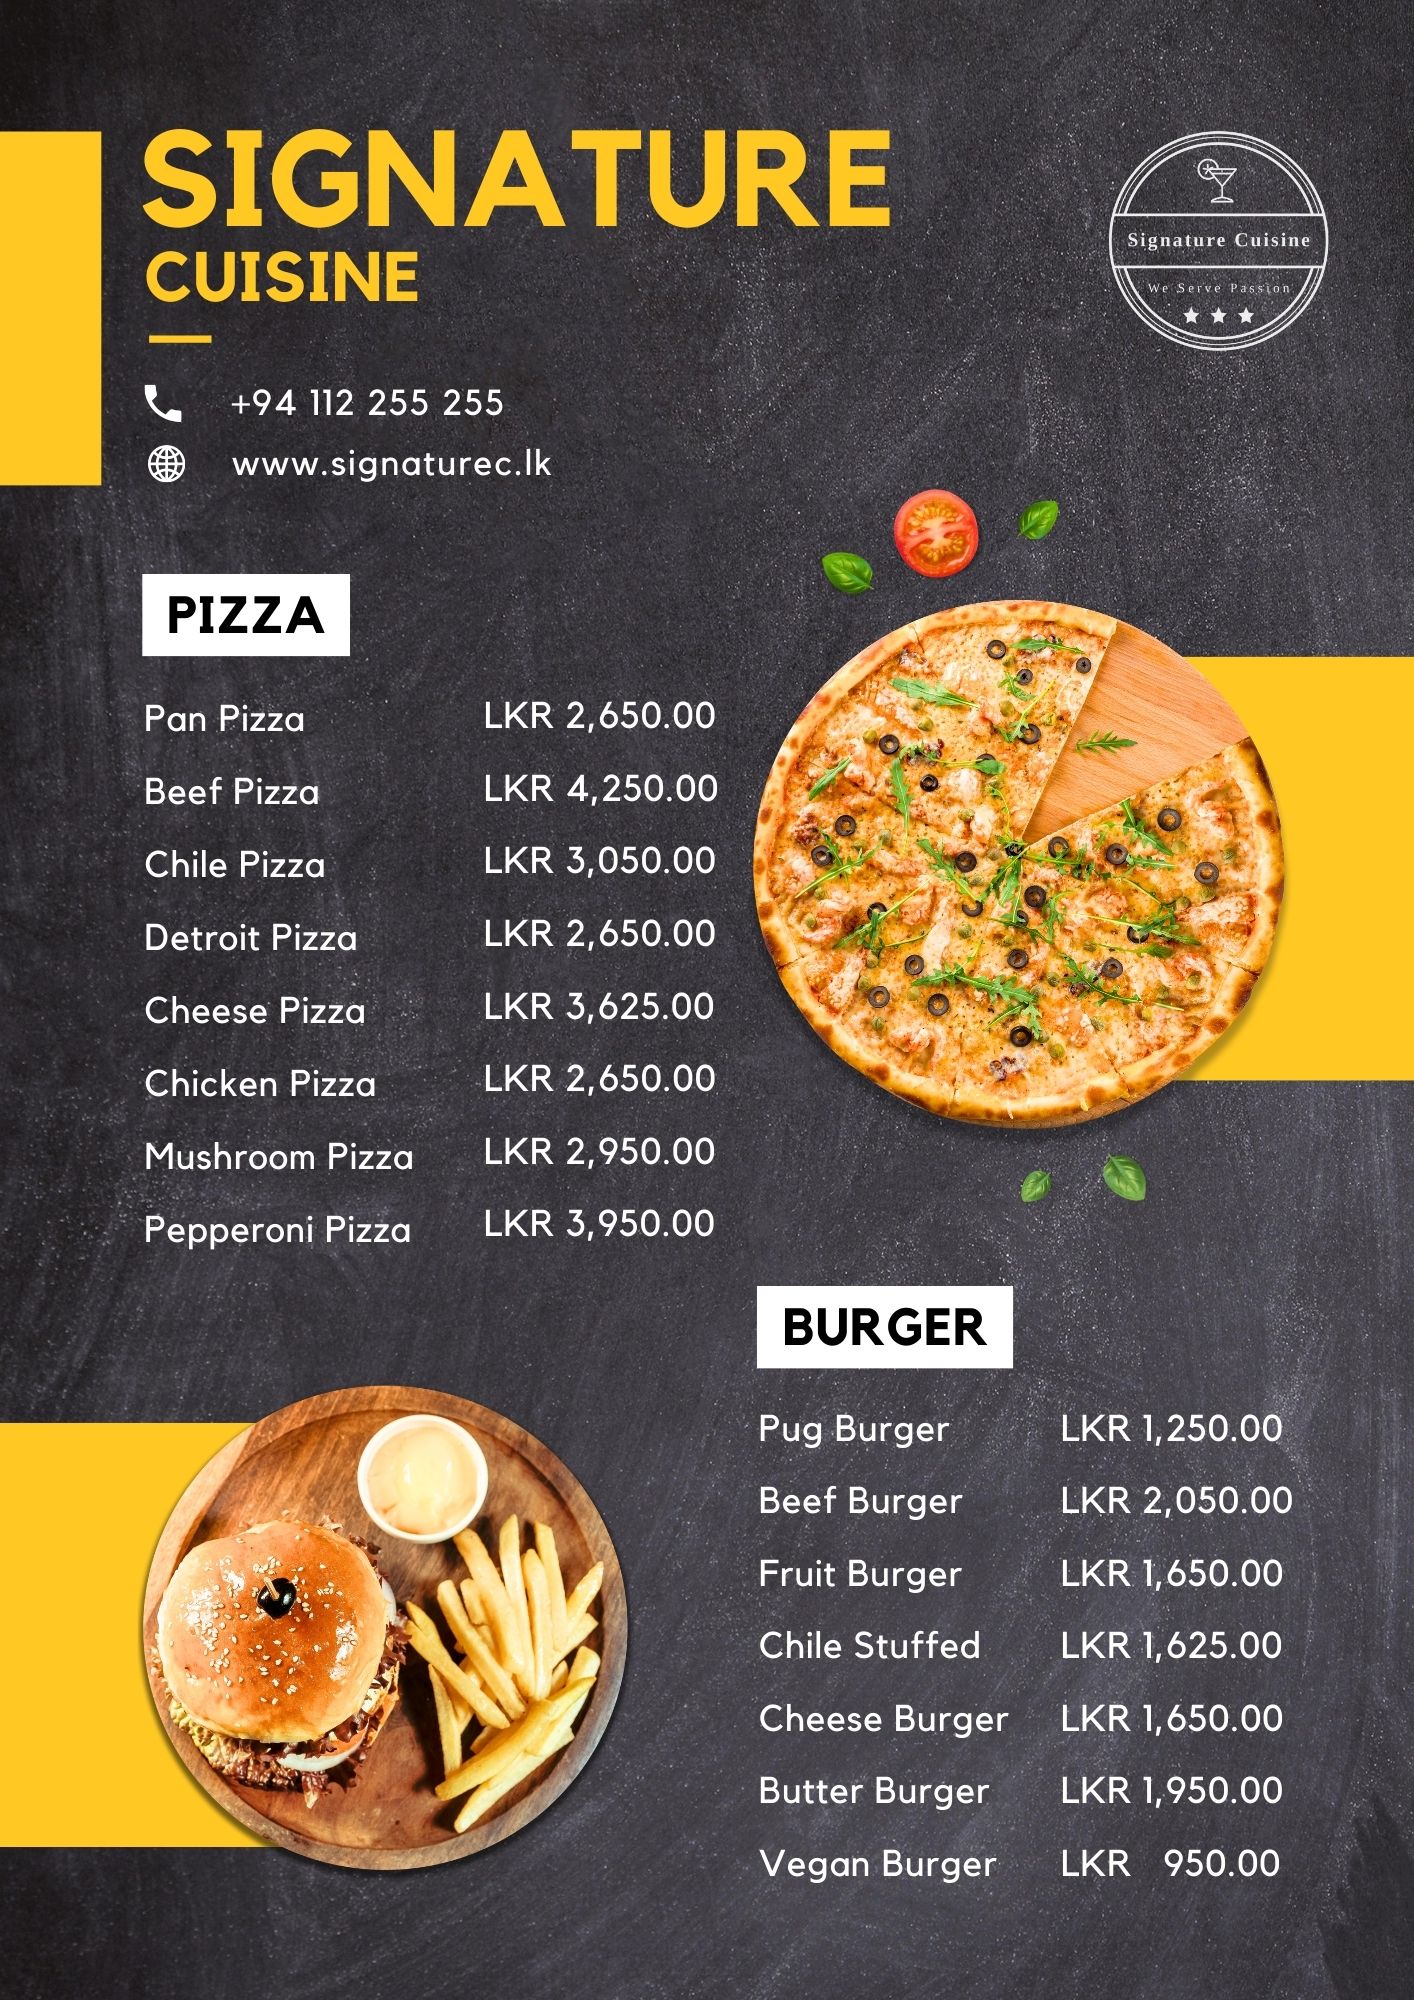 SIGNATURE
CUISINE
Signature Cuisine
We Serve Passion
+94 112 255 255
www.signaturec.lk
PIZZA
Pan Pizza LKR 2,650.00
Beef Pizza LKR 4,250.00
Chile Pizza LKR 3,050.00
Detroit Pizza LKR 2,650.00
Cheese Pizza LKR 3,625.00
Chicken Pizza LKR 2,650.00
Mushroom Pizza LKR 2,950.00
Pepperoni Pizza LKR 3,950.00
BURGER
Pug Burger LKR 1,250.00
Beef Burger LKR 2,050.00
Fruit Burger LKR 1,650.00
Chile Stuffed LKR 1,625.00
Cheese Burger LKR 1,650.00
Butter Burger LKR 1,950.00
Vegan Burger LKR 950.00